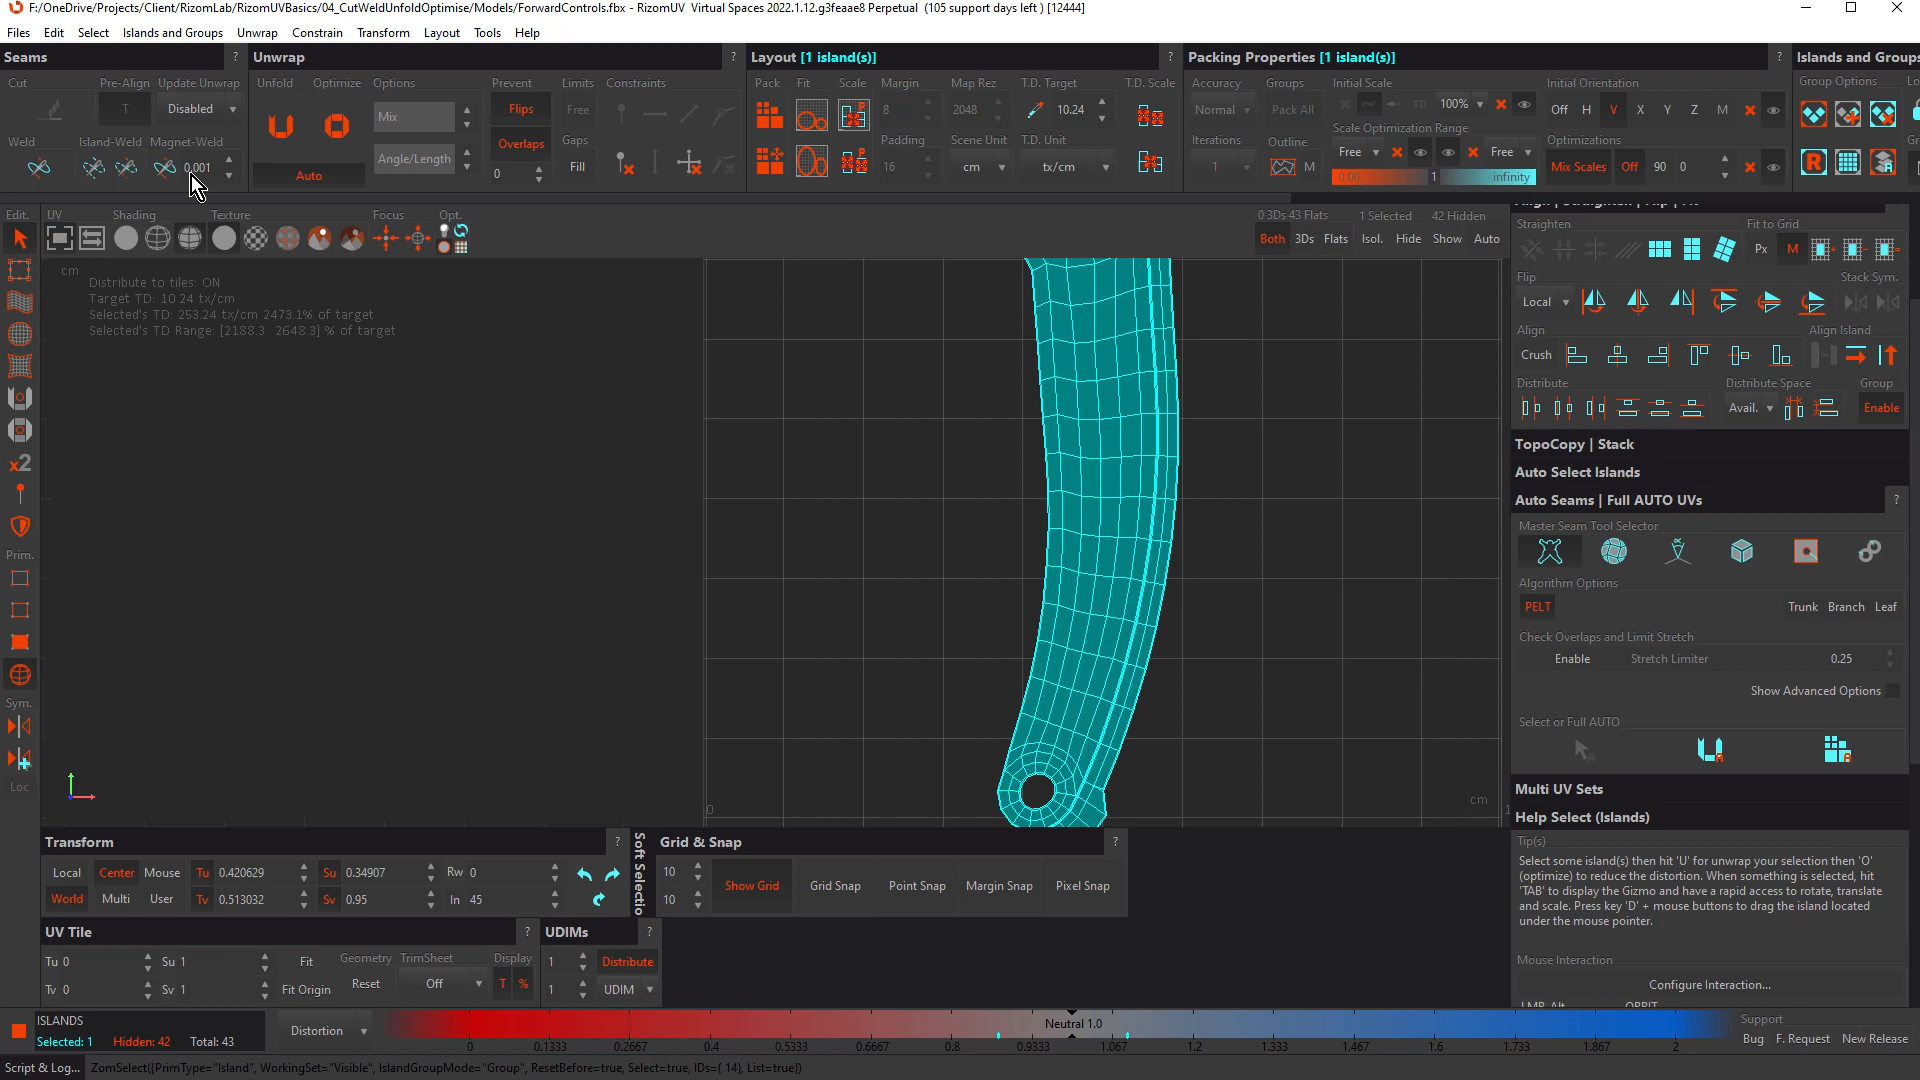 F:/OneDrive/Projects/Client/RizomLab/RizomUVBasics/04_CutWeldUnfoldOptimise/Models/ForwardControls.fbx - RizomUV Virtual Spaces 2022.1.12.g3feaae8 Perpetual (105 support days left ) [12444]
Files Edit Select Islands and Groups Unwrap Constrain Transform Layout Tools Help
Seams ? Unwrap ? Layout [1 island(s)] ? Packing Properties [1 island(s)] ? Islands and Groups
Cut Pre-Align Update Unwrap Unfold Optimize Options Prevent Limits Constraints Pack Fit Scale Margin Map Rez T.D. Target T.D. Scale Accuracy Groups Initial Scale Initial Orientation Group Options
T Disabled Mix Flips Free 8 2048 10.24 Normal Pack All TD 100% Off H V X Y Z M
Weld Island-Weld Magnet-Weld Overlaps Gaps Padding Scene Unit T.D. Unit Iterations Outline Scale Optimization Range Optimizations
0.001 Auto Angle/Length 0 Fill 16 cm tx/cm 1 M Free Free Mix Scales Off 90 0
0.00 1 infinity
Edit. UV Shading Texture Focus Opt. 0 3Ds 43 Flats 1 Selected 42 Hidden
Both 3Ds Flats Isol. Hide Show Auto
cm
Distribute to tiles: ON
Target TD: 10.24 tx/cm
Selected's TD: 253.24 tx/cm 2473.1% of target
Selected's TD Range: [2188.3 2648.3] % of target
Straighten Fit to Grid
Px M
Flip Stack Sym.
Local
Align Align Island
Crush
Distribute Distribute Space Group
Avail. Enable
TopoCopy | Stack
Auto Select Islands
Auto Seams | Full AUTO UVs ?
Master Seam Tool Selector
Algorithm Options
PELT Trunk Branch Leaf
Check Overlaps and Limit Stretch
Enable Stretch Limiter 0.25
Show Advanced Options
Select or Full AUTO
Multi UV Sets
Help Select (Islands)
Tip(s)
Select some island(s) then hit 'U' for unwrap your selection then 'O'
(optimize) to reduce the distortion. When something is selected, hit
'TAB' to display the Gizmo and have a rapid access to rotate, translate
and scale. Press key 'D' + mouse buttons to drag the island located
under the mouse pointer.
Mouse Interaction
Configure Interaction...
x2
Prim.
Sym.
Loc
0 cm
Transform ? Soft Selectio Grid & Snap ?
Local Center Mouse Tu 0.420629 Su 0.34907 Rw 0 10
Show Grid Grid Snap Point Snap Margin Snap Pixel Snap
World Multi User Tv 0.513032 Sv 0.95 In 45 10
UV Tile ? UDIMs ?
Tu 0 Su 1 Fit Geometry TrimSheet Display 1 Distribute
Tv 0 Sv 1 Fit Origin Reset Off T % 1 UDIM
ISLANDS
Selected: 1 Hidden: 42 Total: 43
Distortion
Neutral 1.0
0 0.1333 0.2667 0.4 0.5333 0.6667 0.8 0.9333 1.067 1.2 1.333 1.467 1.6 1.733 1.867 2
Support
Bug F. Request New Release
Script & Log... ZomSelect({PrimType="Island", WorkingSet="Visible", IslandGroupMode="Group", ResetBefore=true, Select=true, IDs={ 14}, List=true})